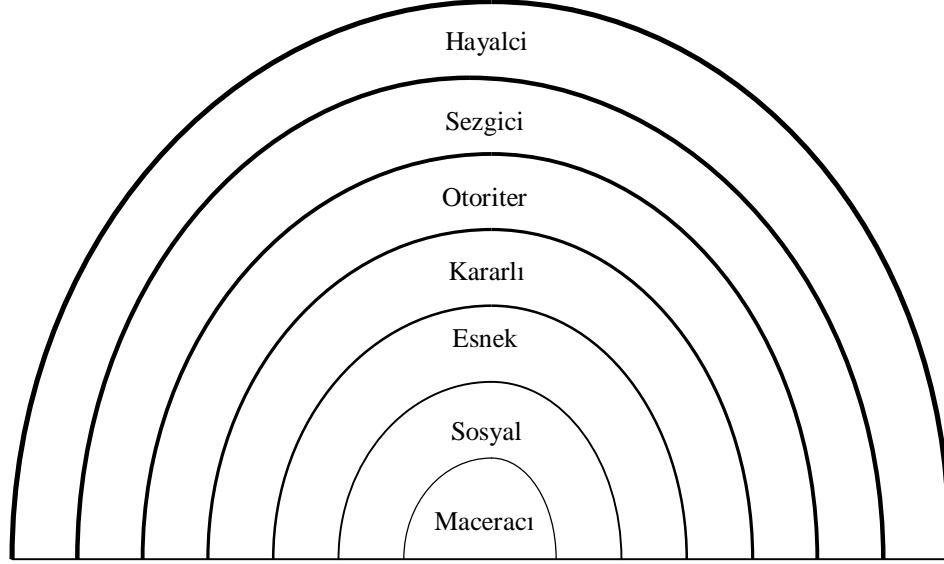 Hayalci
Sezgici
Otoriter
Kararlı
Esnek
Sosyal
Maceracı